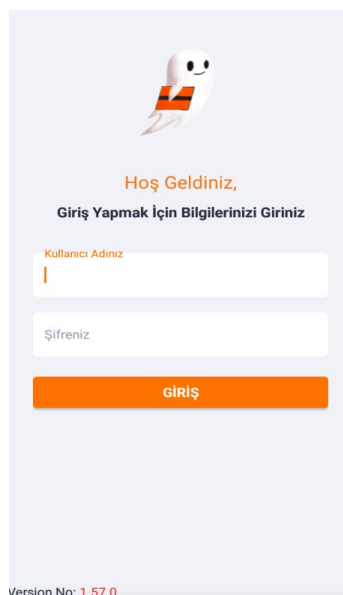 Hoş Geldiniz,
Giriş Yapmak İçin Bilgilerinizi Giriniz
Kullanıcı Adınız
Şifreniz
GİRİŞ
Version No: 1.57.0